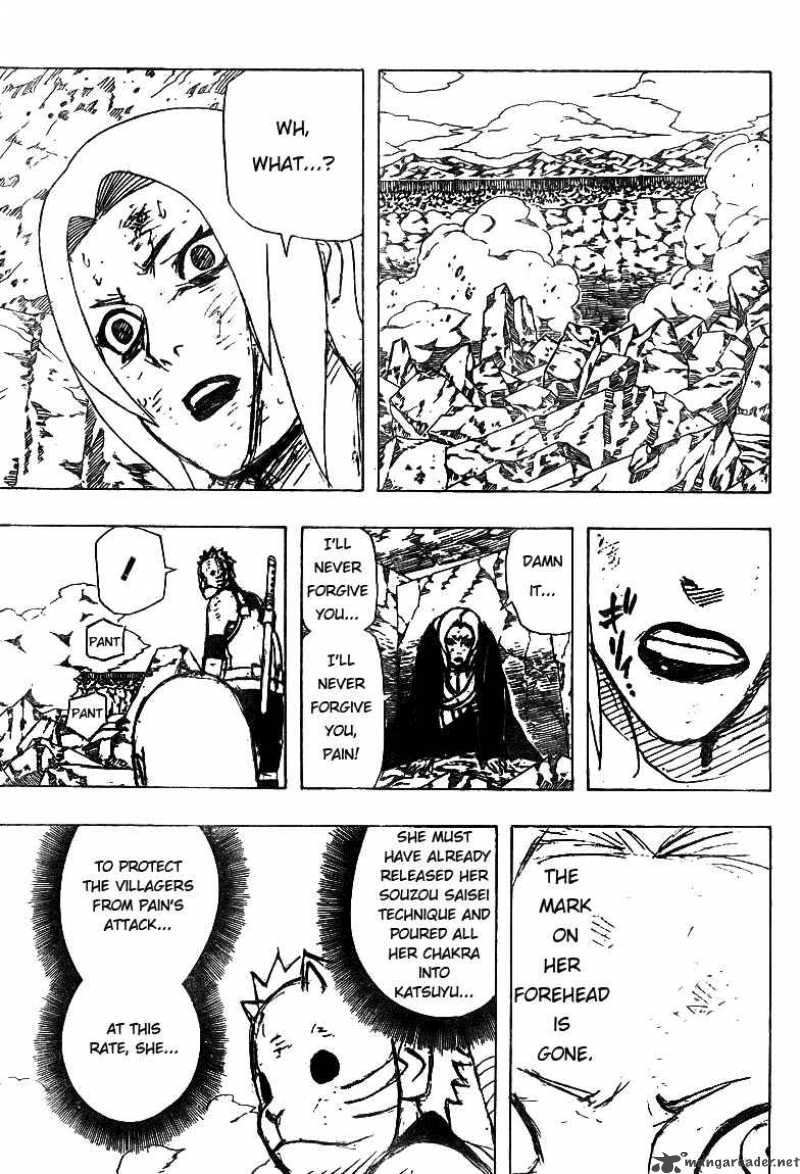 WH,
WHAT...?
DAMN
IT...
I'LL
NEVER
FORGIVE
YOU...
I'LL
NEVER
FORGIVE
YOU,
PAIN!
!
PANT
PANT
THE
MARK
ON
HER
FOREHEAD
IS
GONE.
SHE MUST
HAVE ALREADY
RELEASED HER
SOUZOU SAISEI
TECHNIQUE AND
POURED ALL
HER CHAKRA
INTO
KATSUYU...
TO PROTECT
THE VILLAGERS
FROM PAIN'S
ATTACK...
AT THIS
RATE, SHE...
mangareader.net